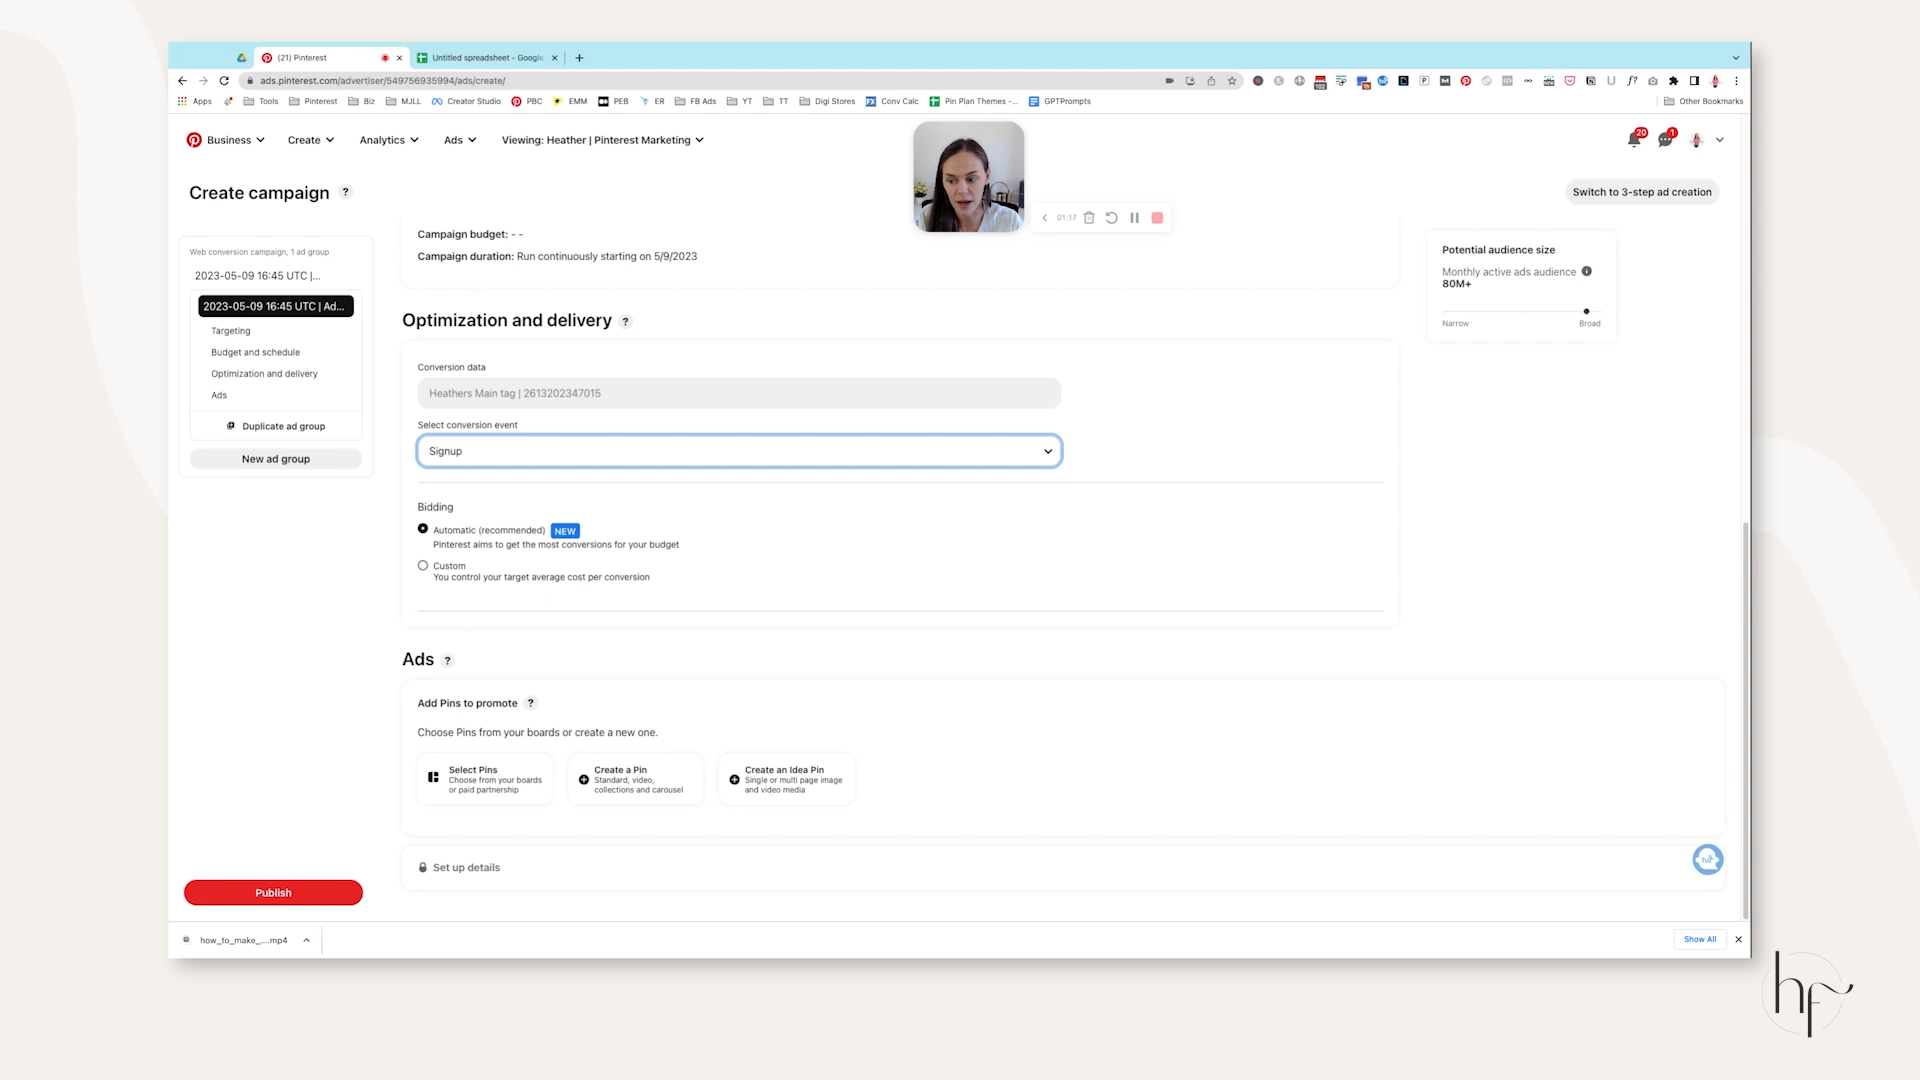 (21) Pinterest
Untitled spreadsheet - Google
ads.pinterest.com/advertiser/549756935994/ads/create/
Apps
Tools
Pinterest
Biz
MJLL
Creator Studio
PBC
EMM
PEB
ER
FB Ads
YT
TT
Digi Stores
Conv Calc
Pin Plan Themes -...
GPTPrompts
Other Bookmarks
Business
Create
Analytics
Ads
Viewing: Heather | Pinterest Marketing
20
1
Create campaign ?
Switch to 3-step ad creation
01:17
Web conversion campaign, 1 ad group
2023-05-09 16:45 UTC |...
2023-05-09 16:45 UTC | Ad...
Targeting
Budget and schedule
Optimization and delivery
Ads
Duplicate ad group
New ad group
Campaign budget: - -
Campaign duration: Run continuously starting on 5/9/2023
Potential audience size
Monthly active ads audience
80M+
Narrow
Broad
Optimization and delivery ?
Conversion data
Heathers Main tag | 2613202347015
Select conversion event
Signup
Bidding
Automatic (recommended) NEW
Pinterest aims to get the most conversions for your budget
Custom
You control your target average cost per conversion
Ads ?
Add Pins to promote ?
Choose Pins from your boards or create a new one.
Select Pins
Choose from your boards
or paid partnership
Create a Pin
Standard, video,
collections and carousel
Create an Idea Pin
Single or multi page image
and video media
Set up details
Publish
how_to_make_....mp4
Show All
hf